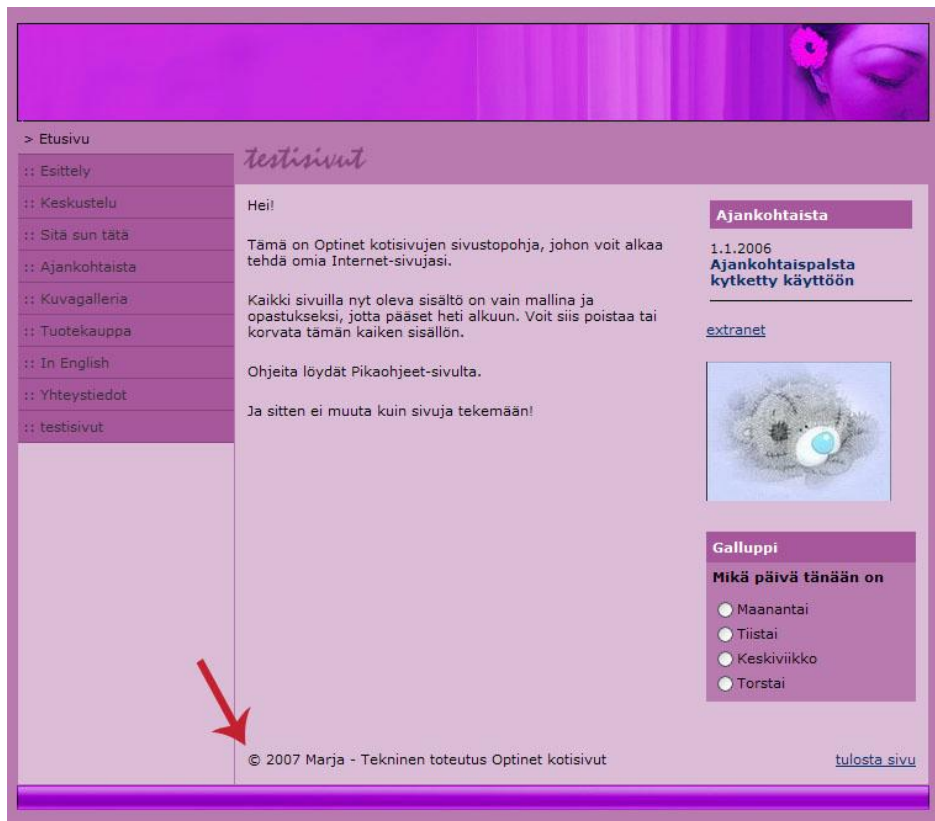 > Etusivu
:: Esittely
:: Keskustelu
:: Sitä sun tätä
:: Ajankohtaista
:: Kuvagalleria
:: Tuotekauppa
:: In English
:: Yhteystiedot
:: testisivut
testisivut
Hei!
Tämä on Optinet kotisivujen sivustopohja, johon voit alkaa
tehdä omia Internet-sivujasi.
Kaikki sivuilla nyt oleva sisältö on vain mallina ja
opastukseksi, jotta pääset heti alkuun. Voit siis poistaa tai
korvata tämän kaiken sisällön.
Ohjeita löydät Pikaohjeet-sivulta.
Ja sitten ei muuta kuin sivuja tekemään!
Ajankohtaista
1.1.2006
Ajankohtaispalsta
kytketty käyttöön
extranet
Galluppi
Mikä päivä tänään on
Maanantai
Tiistai
Keskiviikko
Torstai
© 2007 Marja - Tekninen toteutus Optinet kotisivut
tulosta sivu